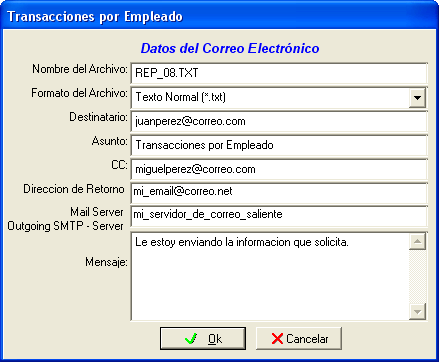 Transacciones por Empleado
Datos del Correo Electrónico
Nombre del Archivo: REP_08.TXT
Formato del Archivo: Texto Normal (*.txt)
Destinatario: juanperez@correo.com
Asunto: Transacciones por Empleado
CC: miguelperez@correo.com
Direccion de Retorno mi_email@correo.net
Mail Server
Outgoing SMTP - Server mi_servidor_de_correo_saliente
Mensaje: Le estoy enviando la informacion que solicita.
Ok Cancelar